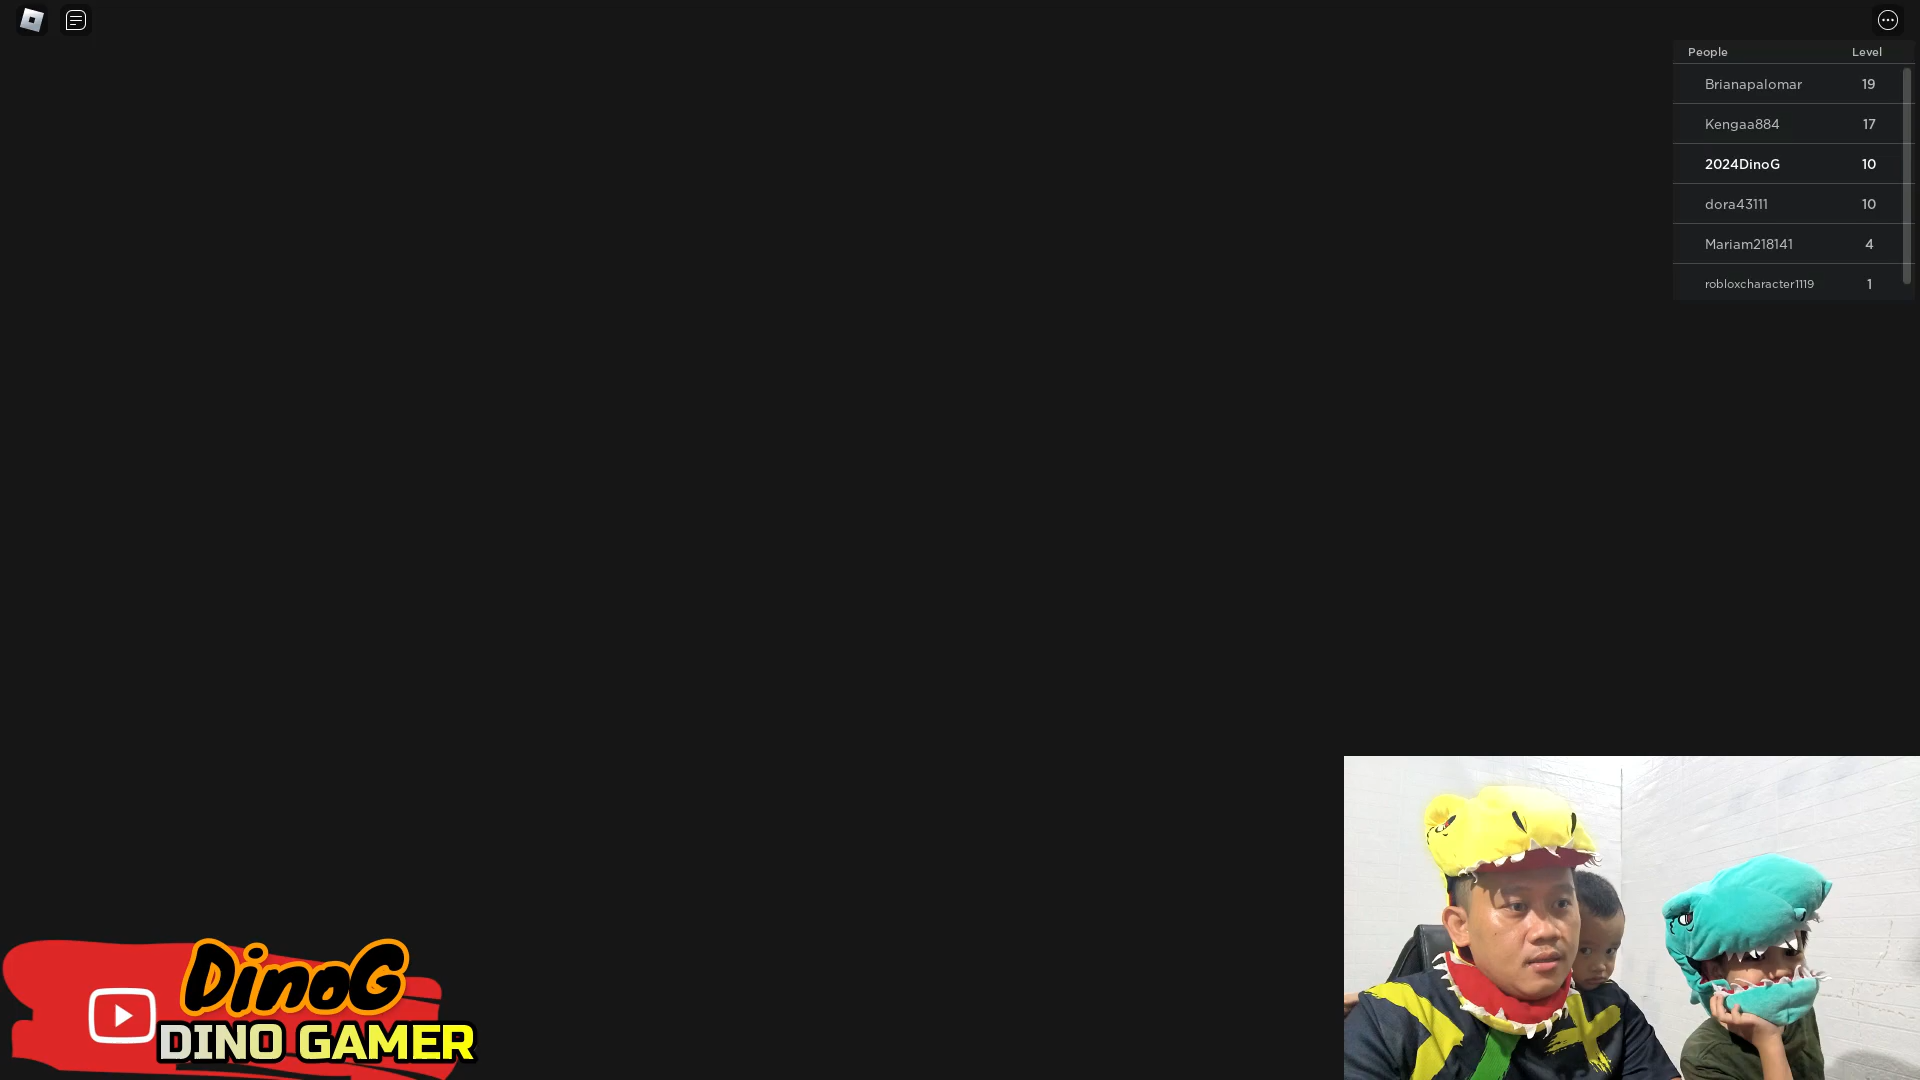 People Level
Brianapalomar 19
Kengaa884 17
2024DinoG 10
dora43111 10
Mariam218141 4
robloxcharacter1119 1
DinoG
DINO GAMER